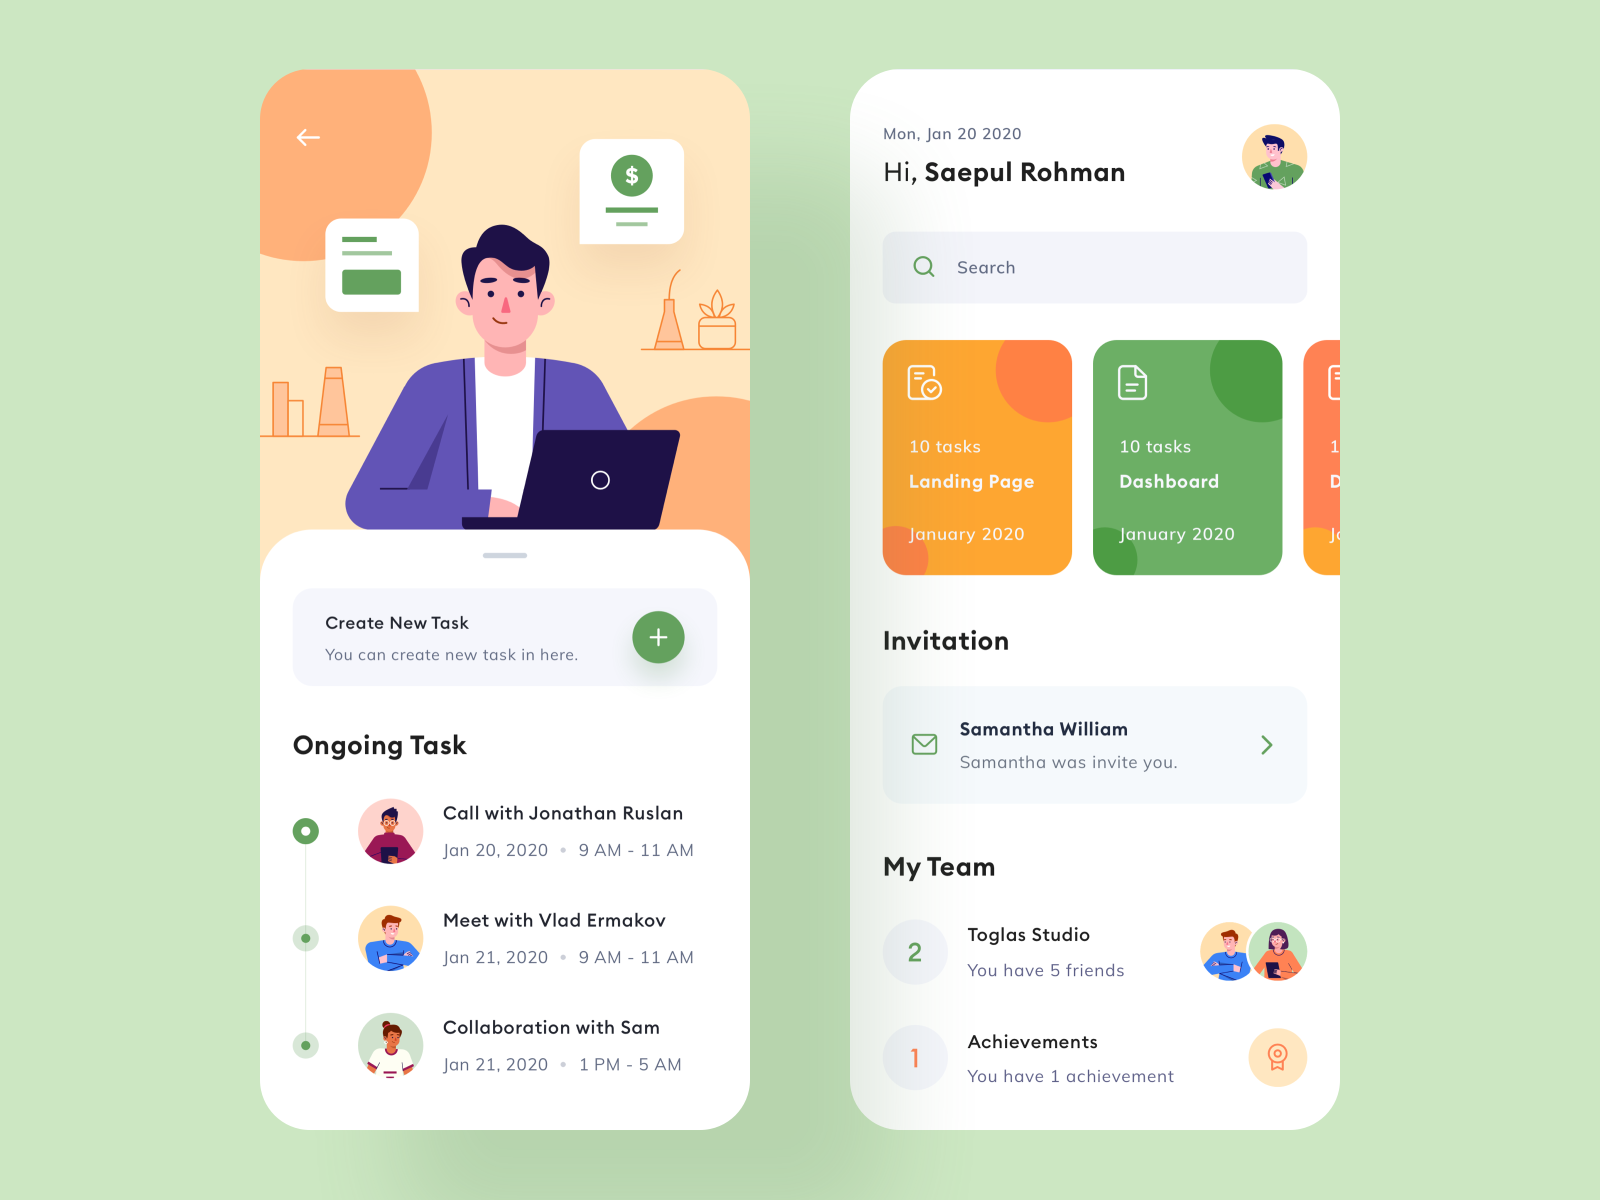 $
Create New Task
You can create new task in here.
Ongoing Task
Call with Jonathan Ruslan
Jan 20, 2020 • 9 AM - 11 AM
Meet with Vlad Ermakov
Jan 21, 2020 • 9 AM - 11 AM
Collaboration with Sam
Jan 21, 2020 • 1 PM - 5 AM
Mon, Jan 20 2020
Hi, Saepul Rohman
Search
10 tasks
Landing Page
January 2020
10 tasks
Dashboard
January 2020
1
D
Ja
Invitation
Samantha William
Samantha was invite you.
My Team
2
Toglas Studio
You have 5 friends
1
Achievements
You have 1 achievement